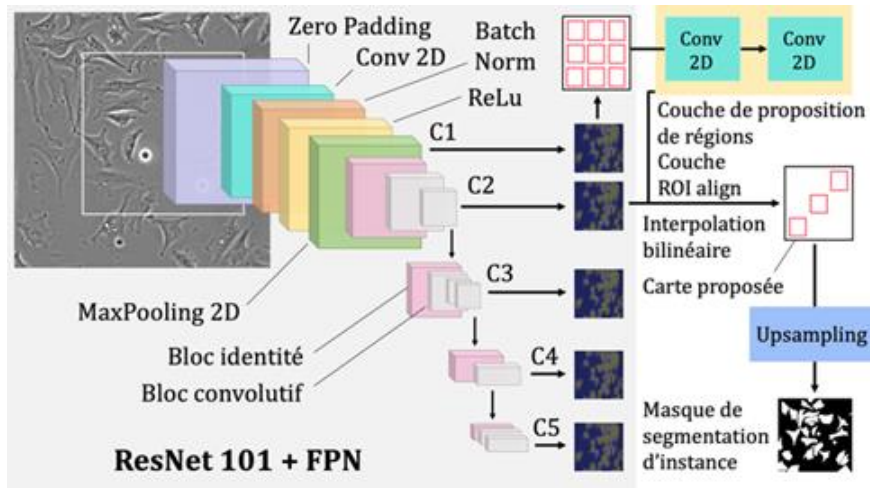 Zero Padding
Conv 2D
Batch
Norm
ReLu
C1
C2
C3
C4
C5
MaxPooling 2D
Bloc identité
Bloc convolutif
ResNet 101 + FPN
Conv
2D
Conv
2D
Couche de proposition
de régions
Couche
ROI align
Interpolation
bilinéaire
Carte proposée
Upsampling
Masque de
segmentation
d'instance